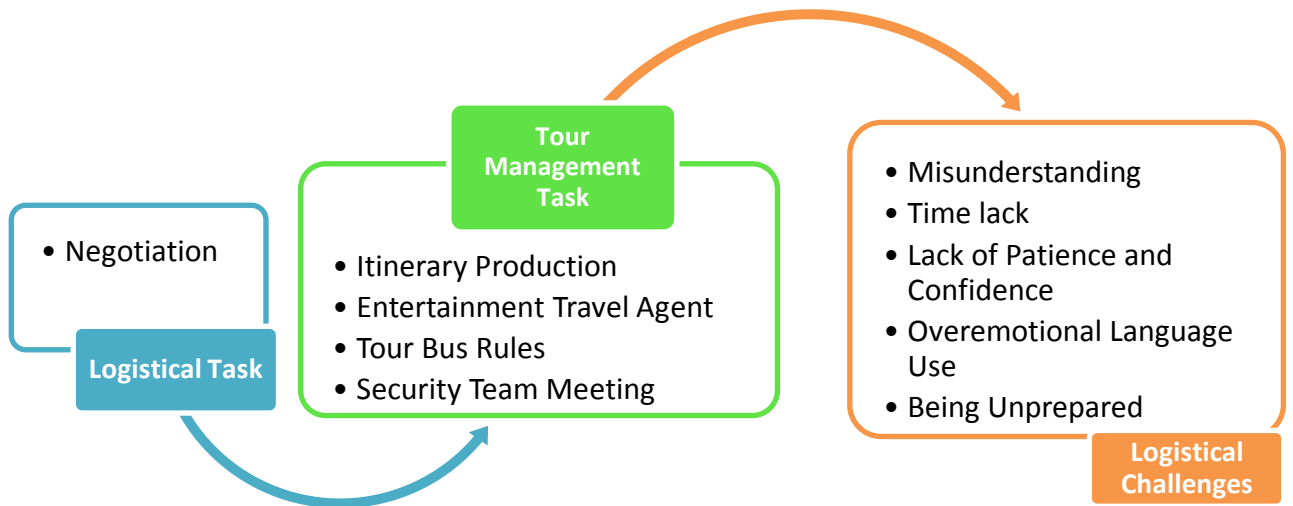 • Negotiation
Logistical Task
Tour
Management
Task
• Itinerary Production
• Entertainment Travel Agent
• Tour Bus Rules
• Security Team Meeting
• Misunderstanding
• Time lack
• Lack of Patience and
Confidence
• Overemotional Language
Use
• Being Unprepared
Logistical
Challenges